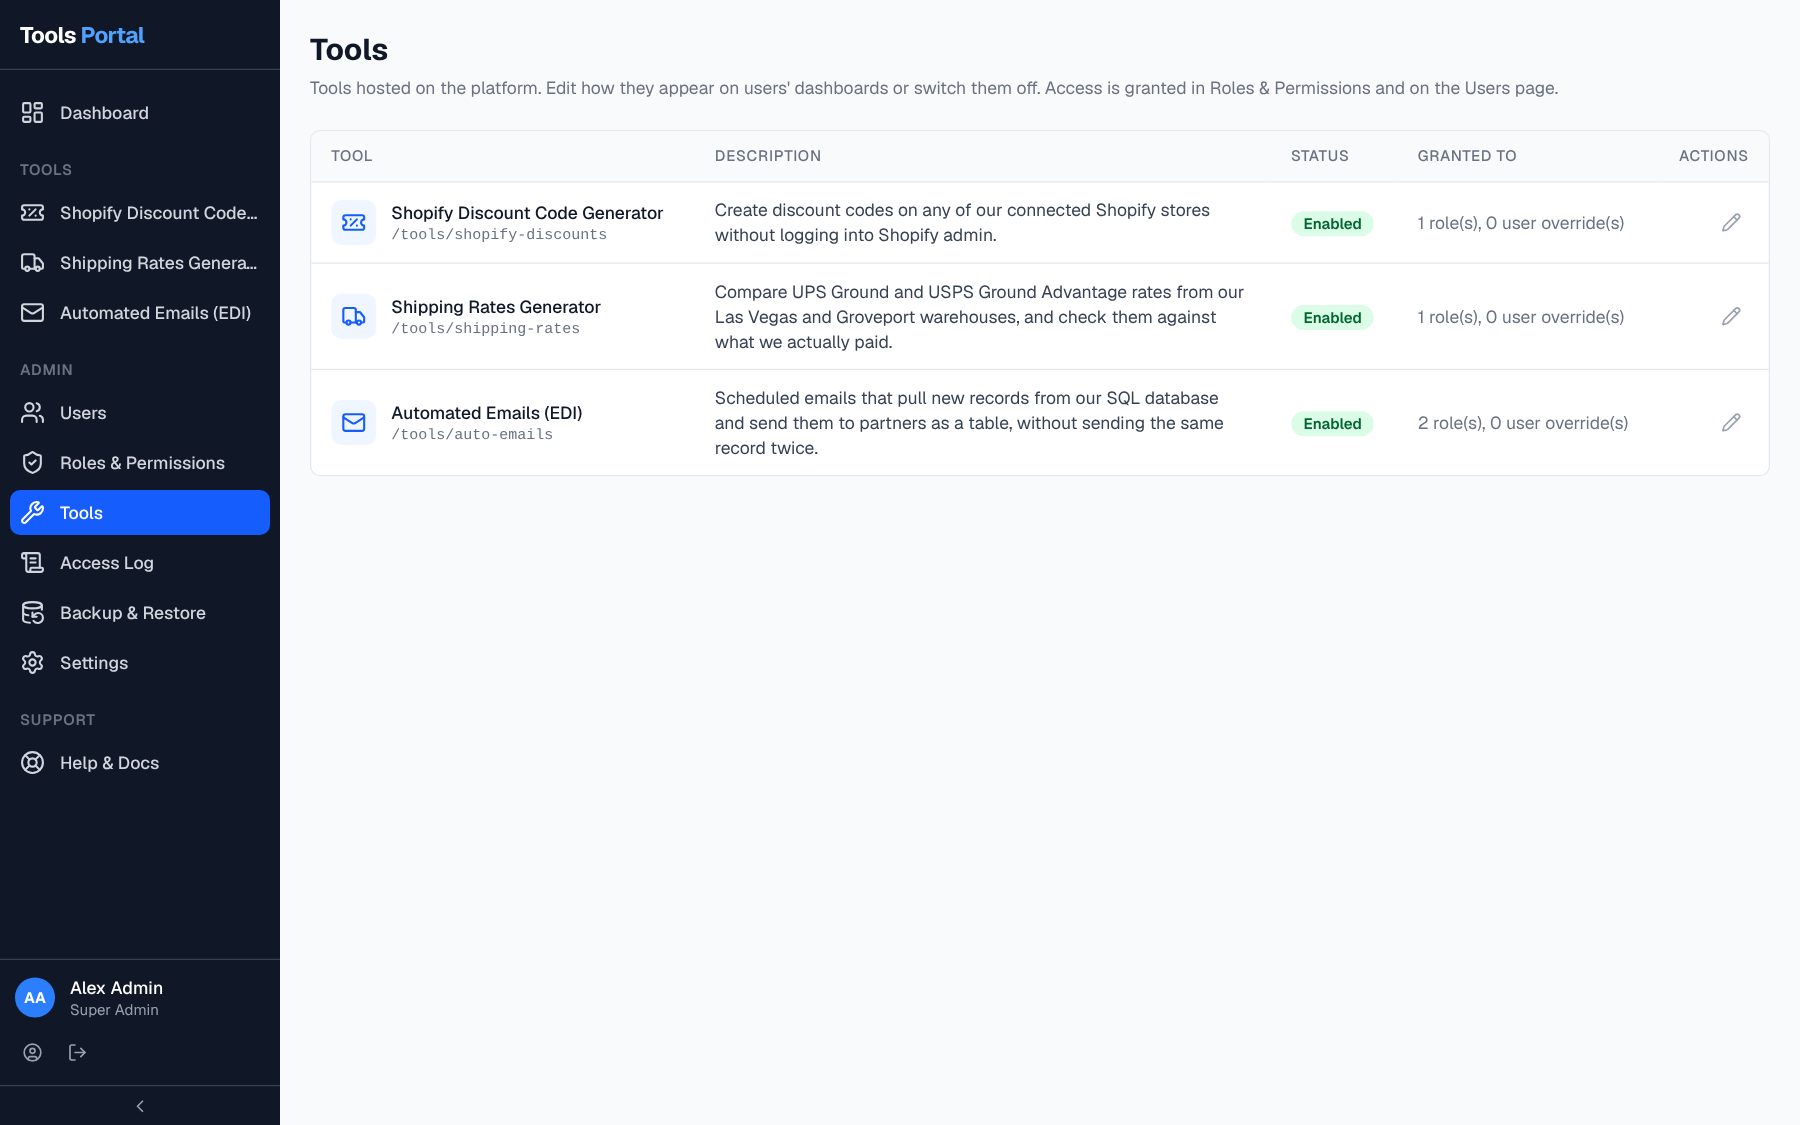 Tools Portal
Dashboard
TOOLS
Shopify Discount Code...
Shipping Rates Genera...
Automated Emails (EDI)
ADMIN
Users
Roles & Permissions
Tools
Access Log
Backup & Restore
Settings
SUPPORT
Help & Docs
AA
Alex Admin
Super Admin
Tools
Tools hosted on the platform. Edit how they appear on users' dashboards or switch them off. Access is granted in Roles & Permissions and on the Users page.
TOOL DESCRIPTION STATUS GRANTED TO ACTIONS
Shopify Discount Code Generator
/tools/shopify-discounts
Create discount codes on any of our connected Shopify stores
without logging into Shopify admin.
Enabled
1 role(s), 0 user override(s)
Shipping Rates Generator
/tools/shipping-rates
Compare UPS Ground and USPS Ground Advantage rates from our
Las Vegas and Groveport warehouses, and check them against
what we actually paid.
Enabled
1 role(s), 0 user override(s)
Automated Emails (EDI)
/tools/auto-emails
Scheduled emails that pull new records from our SQL database
and send them to partners as a table, without sending the same
record twice.
Enabled
2 role(s), 0 user override(s)